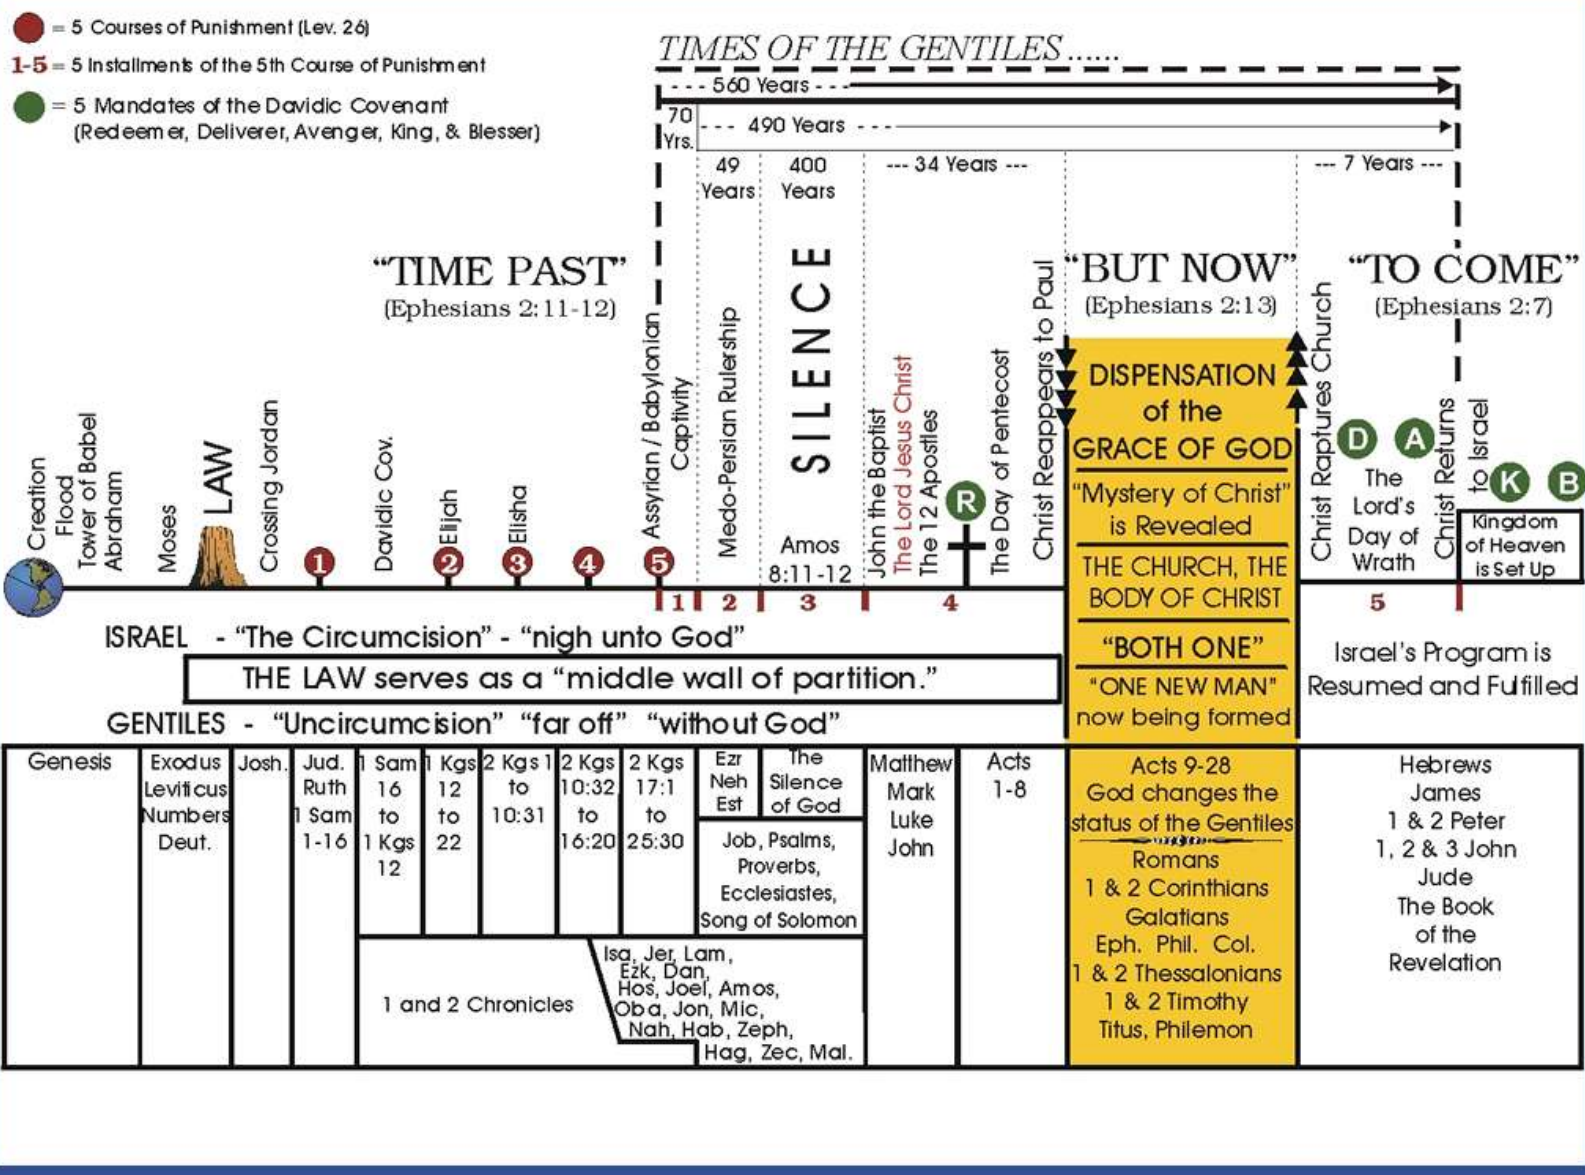 = 5 Courses of Punishment (Lev. 26)
1-5 = 5 Installments of the 5th Course of Punishment
= 5 Mandates of the Davidic Covenant
(Redeemer, Deliverer, Avenger, King, & Blesser)
TIMES OF THE GENTILES ......
--- 560 Years ---
70
Yrs.
--- 490 Years ---
49
Years
400
Years
--- 34 Years ---
--- 7 Years ---
"TIME PAST"
(Ephesians 2:11-12)
"BUT NOW"
(Ephesians 2:13)
"TO COME"
(Ephesians 2:7)
Creation
Flood
Tower of Babel
Abraham
Moses
LAW
Crossing Jordan
1
Davidic Cov.
2
Elijah
3
Elisha
4
5
Assyrian / Babylonian
Captivity
Medo-Persian Rulership
SILENCE
Amos
8:11-12
John the Baptist
The Lord Jesus Christ
The 12 Apostles
R
The Day of Pentecost
Christ Reappears to Paul
DISPENSATION
of the
GRACE OF GOD
"Mystery of Christ"
is Revealed
THE CHURCH, THE
BODY OF CHRIST
"BOTH ONE"
"ONE NEW MAN"
now being formed
Christ Raptures Church
D
A
The
Lord's
Day of
Wrath
Christ Returns
to Israel
K
B
Kingdom
of Heaven
is Set Up
1
2
3
4
5
ISRAEL - "The Circumcision" - "nigh unto God"
THE LAW serves as a "middle wall of partition."
GENTILES - "Uncircumcision" "far off" "without God"
Israel's Program is
Resumed and Fulfilled
Genesis
Exodus
Leviticus
Numbers
Deut.
Josh.
Jud.
Ruth
1 Sam
1-16
1 Sam
16
to
1 Kgs
12
1 Kgs
12
to
22
2 Kgs 1
to
10:31
2 Kgs
10:32
to
16:20
2 Kgs
17:1
to
25:30
Ezr
Neh
Est
The
Silence
of God
Job, Psalms,
Proverbs,
Ecclesiastes,
Song of Solomon
1 and 2 Chronicles
Isa, Jer, Lam,
Ezk, Dan,
Hos, Joel, Amos,
Oba, Jon, Mic,
Nah, Hab, Zeph,
Hag, Zec, Mal.
Matthew
Mark
Luke
John
Acts
1-8
Acts 9-28
God changes the
status of the Gentiles
Romans
1 & 2 Corinthians
Galatians
Eph. Phil. Col.
1 & 2 Thessalonians
1 & 2 Timothy
Titus, Philemon
Hebrews
James
1 & 2 Peter
1, 2 & 3 John
Jude
The Book
of the
Revelation